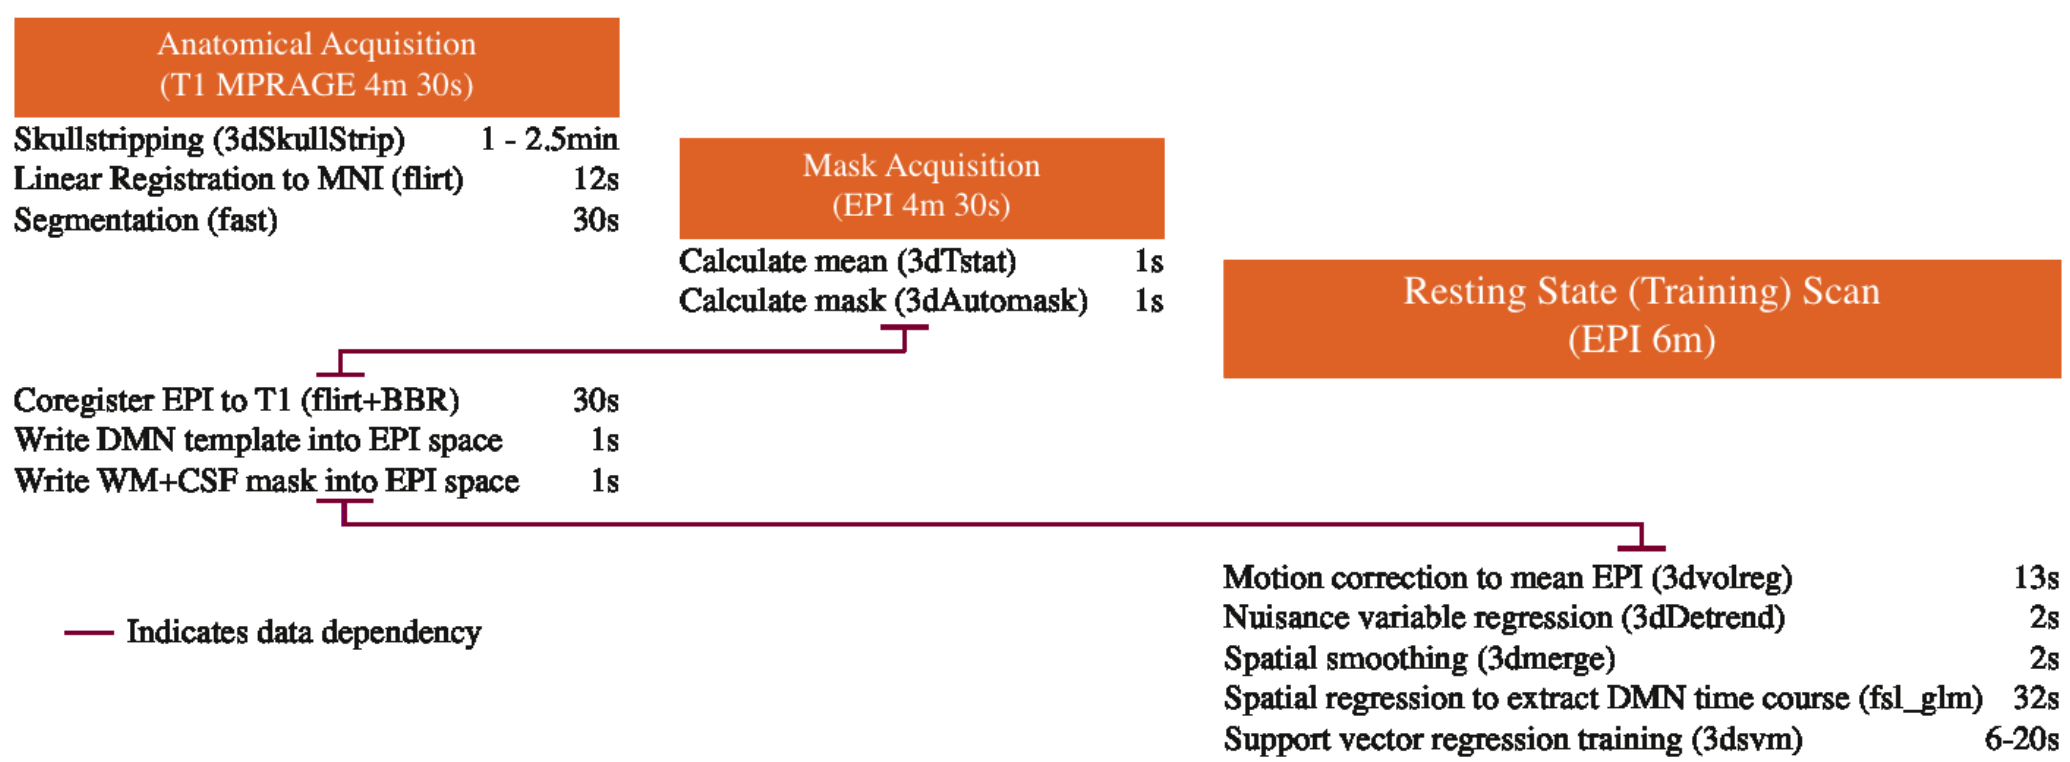 Anatomical Acquisition
(T1 MPRAGE 4m 30s)
Skullstripping (3dSkullStrip) 1 - 2.5min
Linear Registration to MNI (flirt) 12s
Segmentation (fast) 30s
Mask Acquisition
(EPI 4m 30s)
Calculate mean (3dTstat) 1s
Calculate mask (3dAutomask) 1s
Resting State (Training) Scan
(EPI 6m)
Coregister EPI to T1 (flirt+BBR) 30s
Write DMN template into EPI space 1s
Write WM+CSF mask into EPI space 1s
Indicates data dependency
Motion correction to mean EPI (3dvolreg) 13s
Nuisance variable regression (3dDetrend) 2s
Spatial smoothing (3dmerge) 2s
Spatial regression to extract DMN time course (fsl_glm) 32s
Support vector regression training (3dsvm) 6-20s